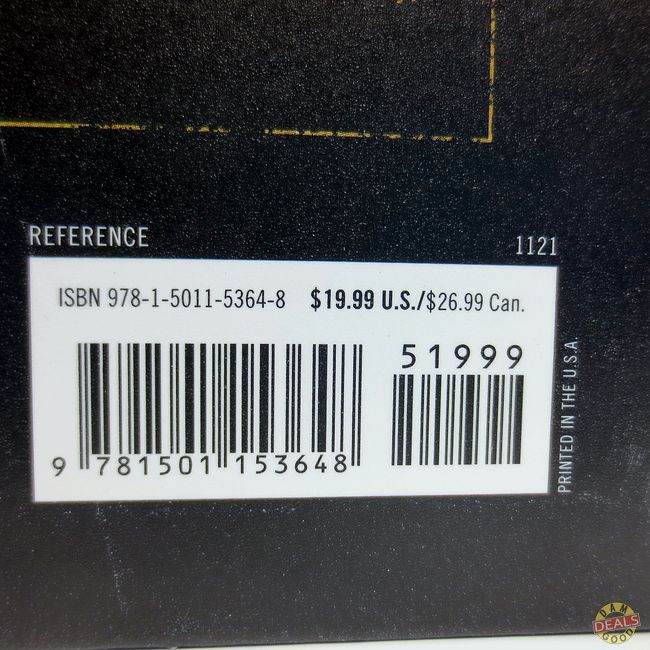 REFERENCE 1121
ISBN 978-1-5011-5364-8 $19.99 U.S./$26.99 Can.
51999
9 781501 153648
PRINTED IN THE U.S.A.
DAM
DEALS
GOOD